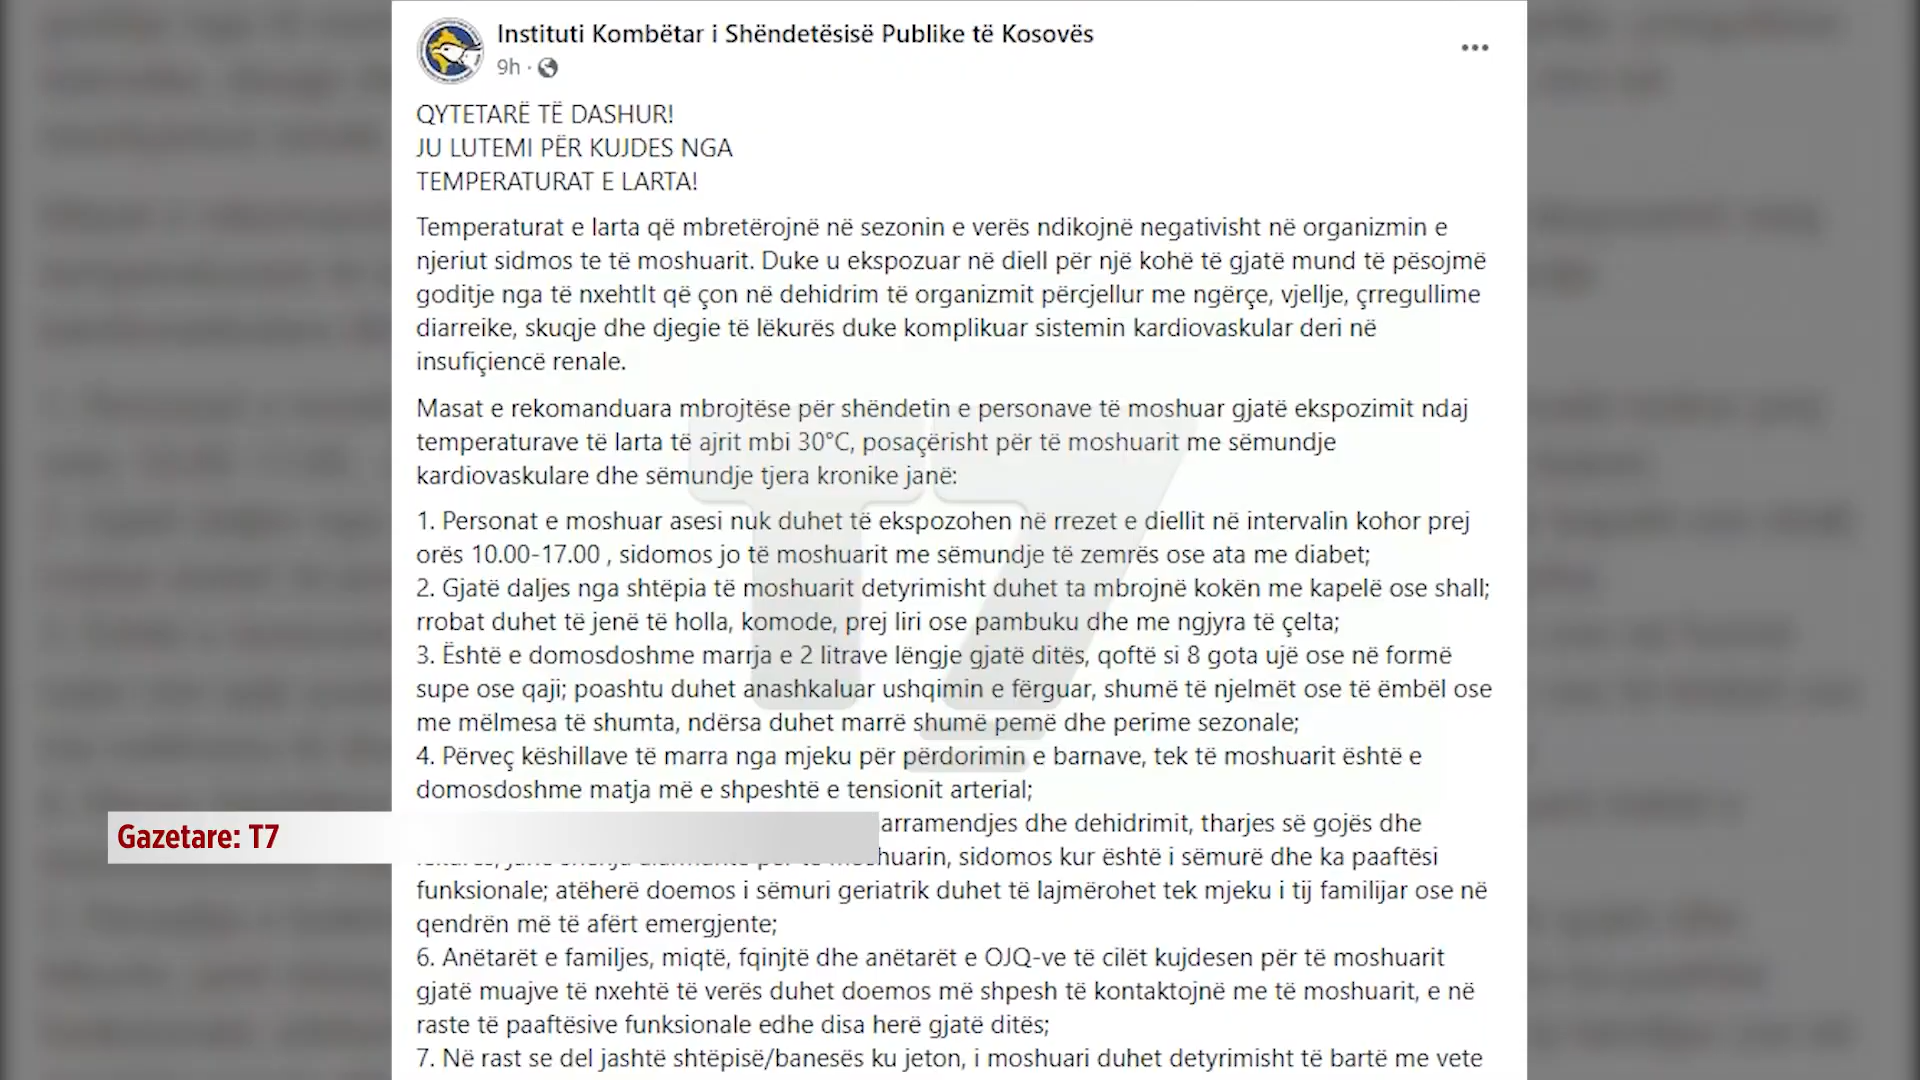 Instituti Kombëtar i Shëndetësisë Publike të Kosovës
9h ·
QYTETARË TË DASHUR!
JU LUTEMI PËR KUJDES NGA
TEMPERATURAT E LARTA!
Temperaturat e larta që mbretërojnë në sezonin e verës ndikojnë negativisht në organizmin e
njeriut sidmos te të moshuarit. Duke u ekspozuar në diell për një kohë të gjatë mund të pësojmë
goditje nga të nxehtIt që çon në dehidrim të organizmit përcjellur me ngërçe, vjellje, çrregullime
diarreike, skuqje dhe djegie të lëkurës duke komplikuar sistemin kardiovaskular deri në
insufiçiencë renale.
Masat e rekomanduara mbrojtëse për shëndetin e personave të moshuar gjatë ekspozimit ndaj
temperaturave të larta të ajrit mbi 30°C, posaçërisht për të moshuarit me sëmundje
kardiovaskulare dhe sëmundje tjera kronike janë:
1. Personat e moshuar asesi nuk duhet të ekspozohen në rrezet e diellit në intervalin kohor prej
orës 10.00-17.00 , sidomos jo të moshuarit me sëmundje të zemrës ose ata me diabet;
2. Gjatë daljes nga shtëpia të moshuarit detyrimisht duhet ta mbrojnë kokën me kapelë ose shall;
rrobat duhet të jenë të holla, komode, prej liri ose pambuku dhe me ngjyra të çelta;
3. Është e domosdoshme marrja e 2 litrave lëngje gjatë ditës, qoftë si 8 gota ujë ose në formë
supe ose qaji; poashtu duhet anashkaluar ushqimin e fërguar, shumë të njelmët ose të ëmbël ose
me mëlmesa të shumta, ndërsa duhet marrë shumë pemë dhe perime sezonale;
4. Përveç këshillave të marra nga mjeku për përdorimin e barnave, tek të moshuarit është e
domosdoshme matja më e shpeshtë e tensionit arterial;
arramendjes dhe dehidrimit, tharjes së gojës dhe
huarin, sidomos kur është i sëmurë dhe ka paaftësi
funksionale; atëherë doemos i sëmuri geriatrik duhet të lajmërohet tek mjeku i tij familijar ose në
qendrën më të afërt emergjente;
6. Anëtarët e familjes, miqtë, fqinjtë dhe anëtarët e OJQ-ve të cilët kujdesen për të moshuarit
gjatë muajve të nxehtë të verës duhet doemos më shpesh të kontaktojnë me të moshuarit, e në
raste të paaftësive funksionale edhe disa herë gjatë ditës;
7. Në rast se del jashtë shtëpisë/banesës ku jeton, i moshuari duhet detyrimisht të bartë me vete
Gazetare: T7
T7